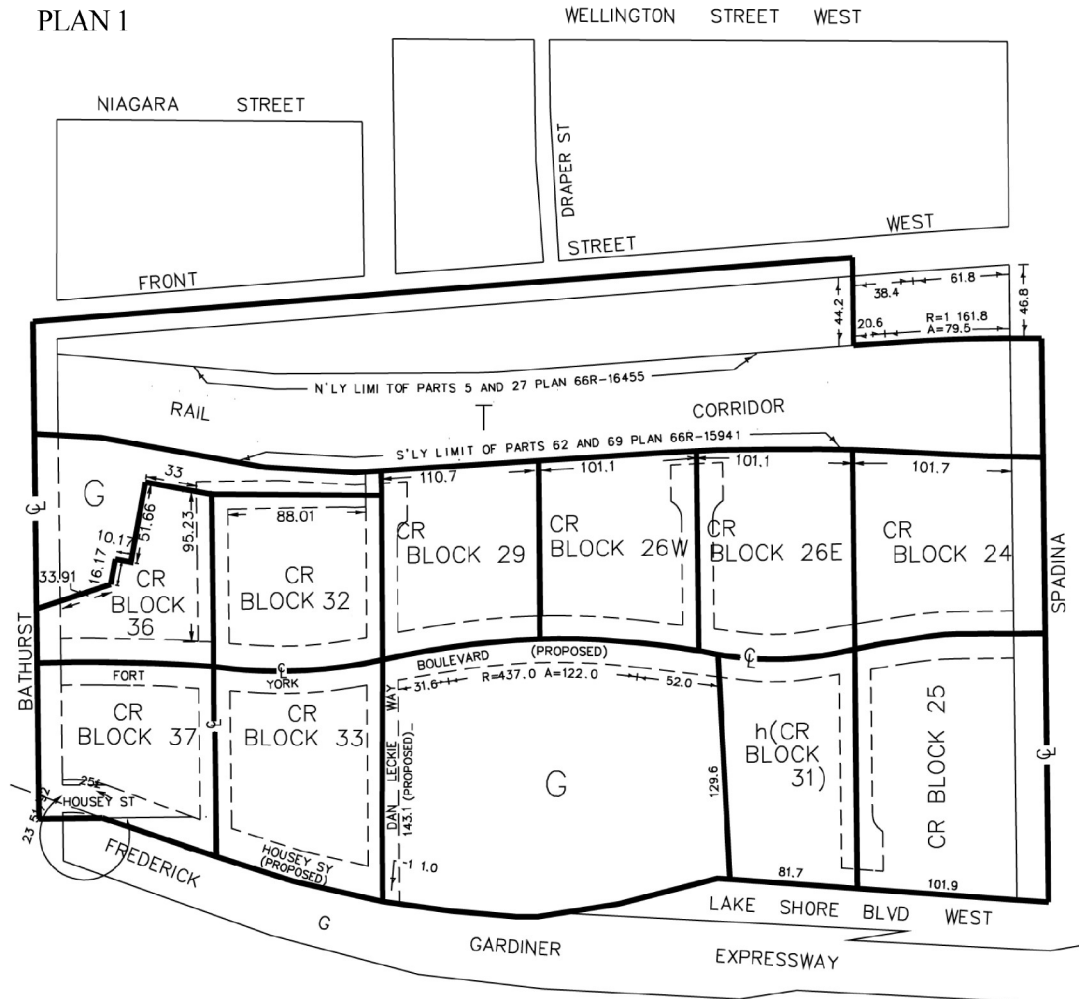 PLAN 1
WELLINGTON STREET WEST
NIAGARA STREET
DRAPER ST
STREET WEST
FRONT
38.4
61.8
44.2
46.8
20.6
R=1 161.8
A=79.5
N'LY LIMI TOF PARTS 5 AND 27 PLAN 66R-16455
RAIL T CORRIDOR
S'LY LIMIT OF PARTS 62 AND 69 PLAN 66R-15941
33
110.7
101.1
101.1
101.7
G
51.66
95.23
88.01
10.17
16.17
33.91
CR
BLOCK
36
CR
BLOCK 32
CR
BLOCK 29
CR
BLOCK 26W
CR
BLOCK 26E
CR
BLOCK 24
BATHURST
SPADINA
FORT YORK BOULEVARD (PROPOSED)
31.6
R=437.0 A=122.0
52.0
CR
BLOCK 37
CR
BLOCK 33
DAN LECKIE WAY
143.1 (PROPOSED)
G
129.6
h(CR
BLOCK
31)
CR BLOCK 25
HOUSEY ST
HOUSEY SY
(PROPOSED)
1.0
81.7
101.9
FREDERICK G GARDINER EXPRESSWAY
LAKE SHORE BLVD WEST